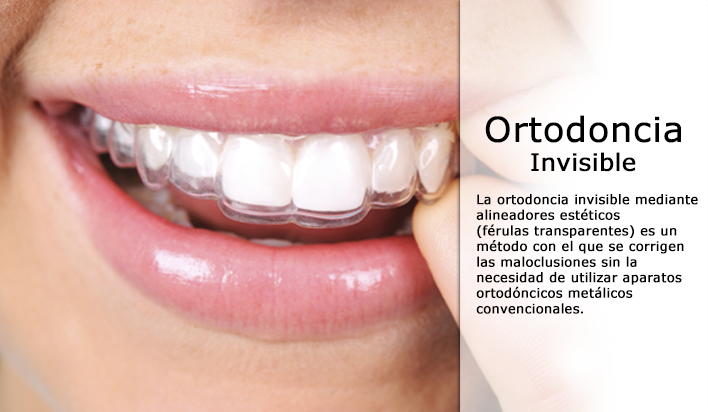 Ortodoncia
Invisible
La ortodoncia invisible mediante
alineadores estéticos
(férulas transparentes) es un
método con el que se corrigen
las maloclusiones sin la
necesidad de utilizar aparatos
ortodóncicos metálicos
convencionales.